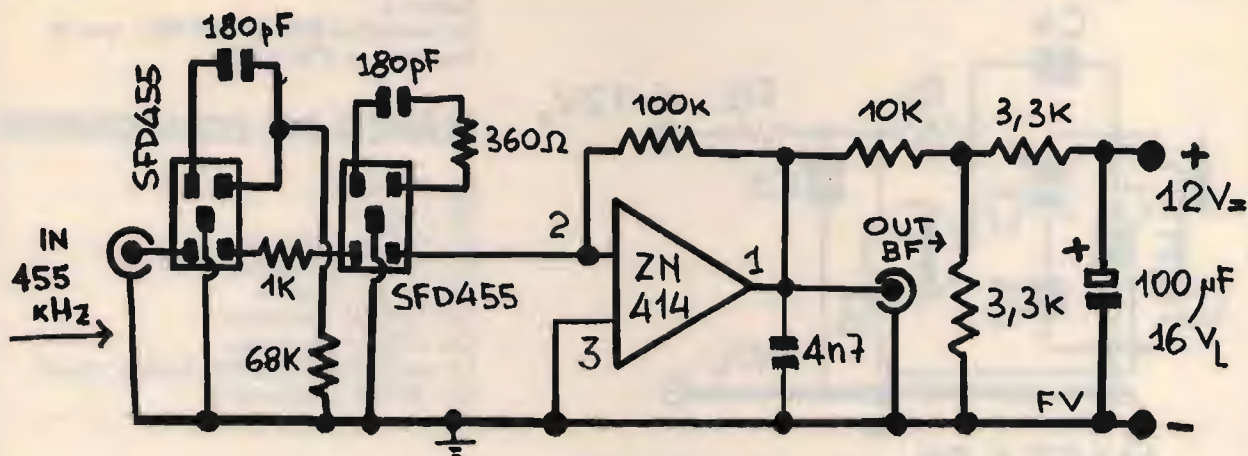 180pF
180pF
SFD455
100K
10K
3,3K
360Ω
+
12V=
IN
455
KHz
1K
SFD455
2
ZN
414
1
3
OUT
BF→
3,3K
+
100µF
16 VL
68K
4n7
FV
-